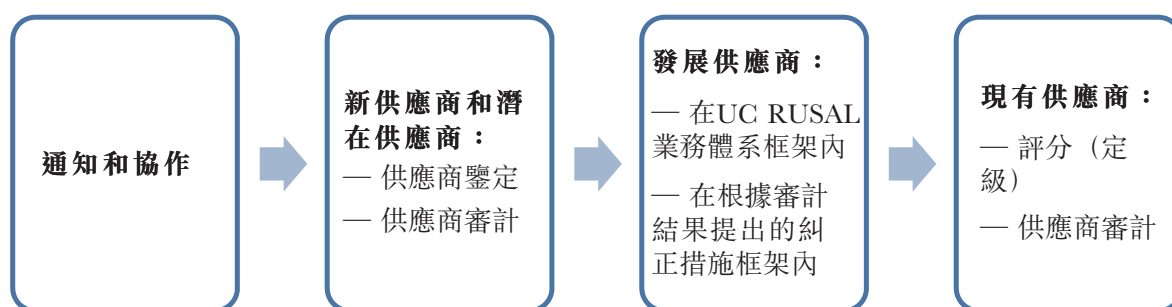 通知和協作
新供應商和潛
在供應商：
— 供應商鑒定
— 供應商審計
發展供應商：
— 在UC RUSAL
業務體系框架內
— 在根據審計
結果提出的糾
正措施框架內
現有供應商：
— 評分（定
級）
— 供應商審計